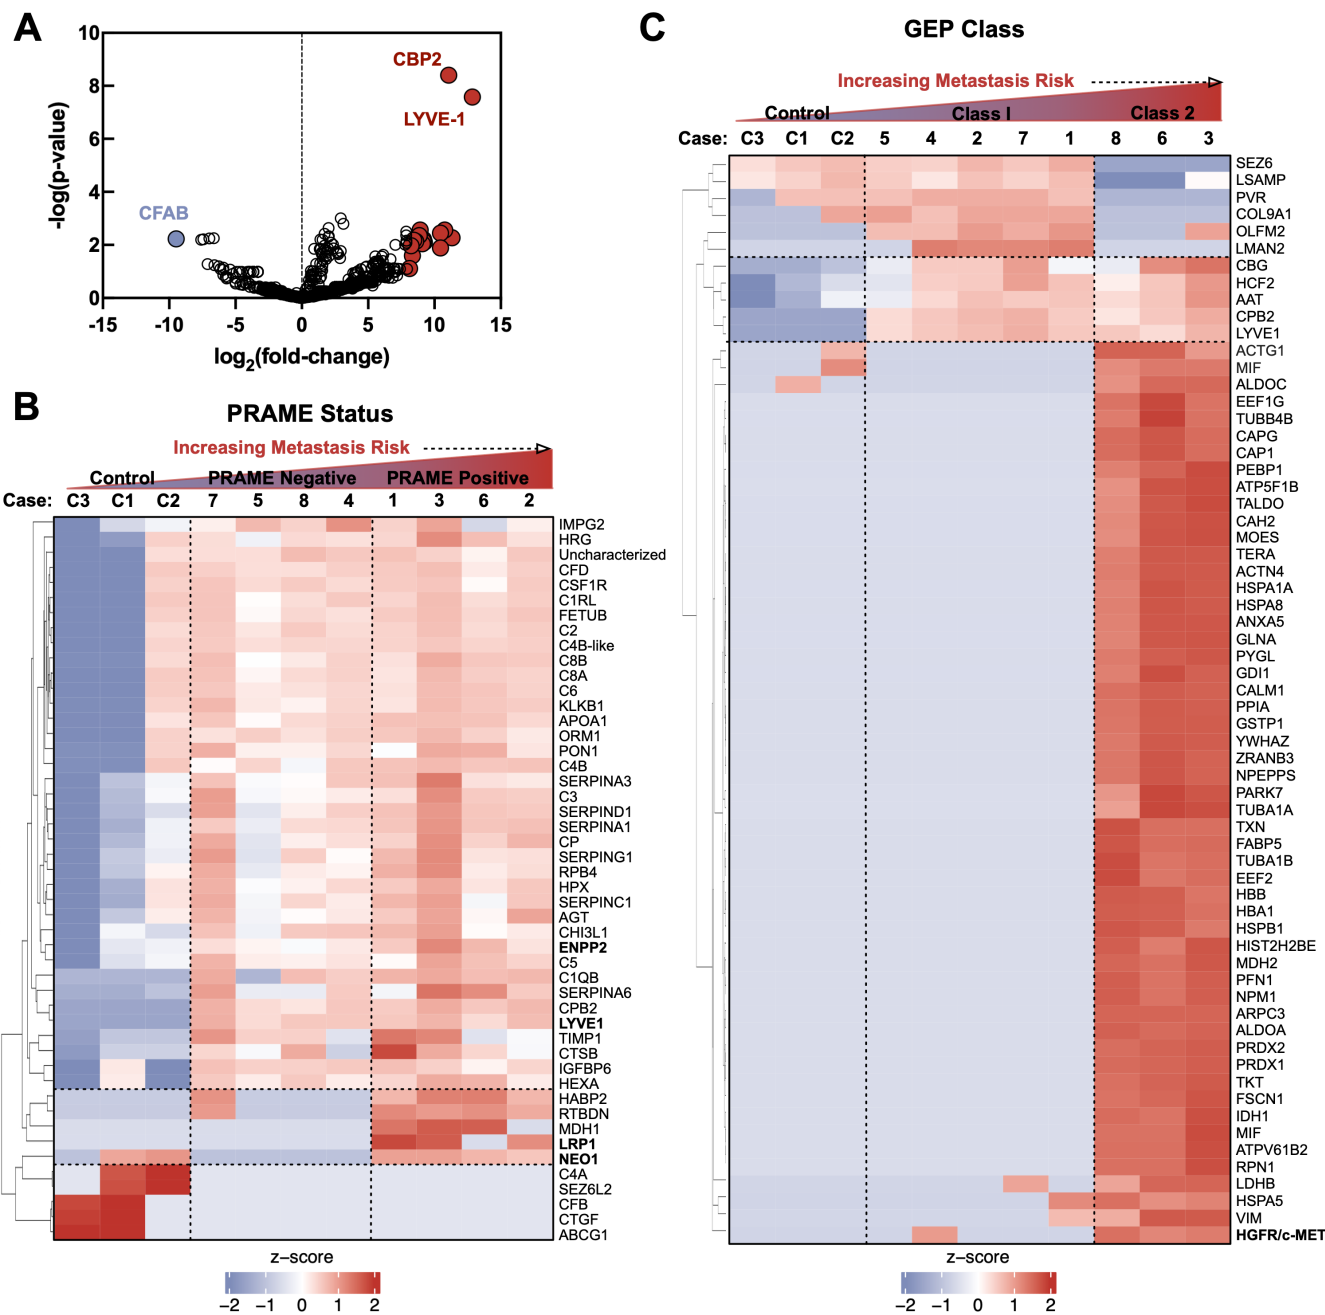 A
10
8
6
4
2
0
-15
-10
-5
0
5
10
15
-log(p-value)
log2(fold-change)
CBP2
LYVE-1
CFAB
B
PRAME Status
Increasing Metastasis Risk
Control PRAME Negative PRAME Positive
Case: C3 C1 C2 7 5 8 4 1 3 6 2
IMPG2
HRG
Uncharacterized
CFD
CSF1R
C1RL
FETUB
C2
C4B-like
C8B
C8A
C6
KLKB1
APOA1
ORM1
PON1
C4B
SERPINA3
C3
SERPIND1
SERPINA1
CP
SERPING1
RPB4
HPX
SERPINC1
AGT
CHI3L1
ENPP2
C5
C1QB
SERPINA6
CPB2
LYVE1
TIMP1
CTSB
IGFBP6
HEXA
HABP2
RTBDN
MDH1
LRP1
NEO1
C4A
SEZ6L2
CFB
CTGF
ABCG1
z-score
−2 −1 0 1 2
C
GEP Class
Increasing Metastasis Risk
Control Class I Class 2
Case: C3 C1 C2 5 4 2 7 1 8 6 3
SEZ6
LSAMP
PVR
COL9A1
OLFM2
LMAN2
CBG
HCF2
AAT
CPB2
LYVE1
ACTG1
MIF
ALDOC
EEF1G
TUBB4B
CAPG
CAP1
PEBP1
ATP5F1B
TALDO
CAH2
MOES
TERA
ACTN4
HSPA1A
HSPA8
ANXA5
GLNA
PYGL
GDI1
CALM1
PPIA
GSTP1
YWHAZ
ZRANB3
NPEPPS
PARK7
TUBA1A
TXN
FABP5
TUBA1B
EEF2
HBB
HBA1
HSPB1
HIST2H2BE
MDH2
PFN1
NPM1
ARPC3
ALDOA
PRDX2
PRDX1
TKT
FSCN1
IDH1
MIF
ATPV61B2
RPN1
LDHB
HSPA5
VIM
HGFR/c-MET
z-score
−2 −1 0 1 2